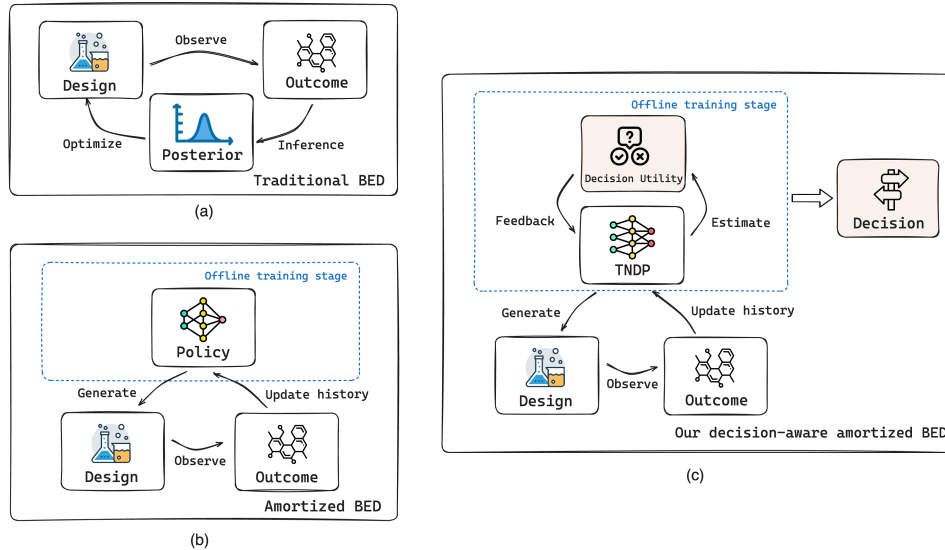 Observe
Design
Outcome
Optimize
Posterior
Inference
Traditional BED
(a)
Offline training stage
Policy
Generate
Update history
Design
Observe
Outcome
Amortized BED
(b)
Offline training stage
?
Decision Utility
Feedback
Estimate
TNDP
Decision
Generate
Update history
Design
Observe
Outcome
Our decision-aware amortized BED
(c)